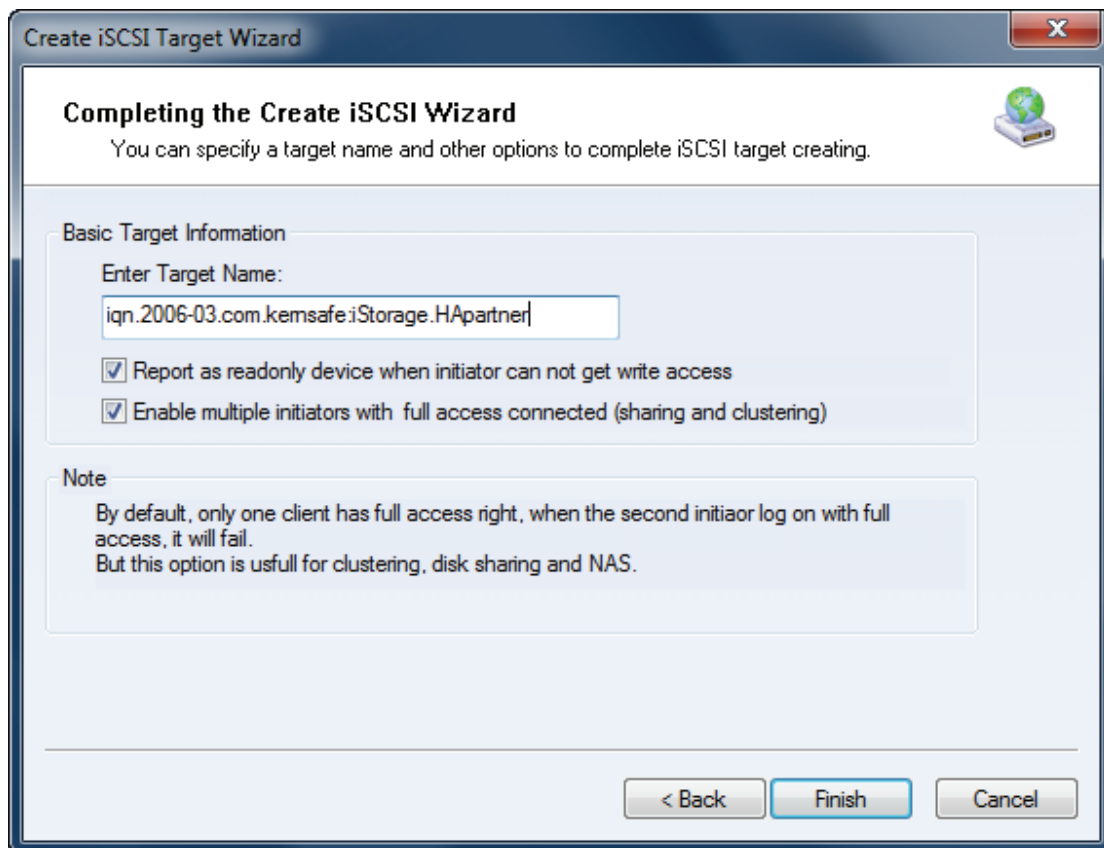 Create iSCSI Target Wizard
Completing the Create iSCSI Wizard
You can specify a target name and other options to complete iSCSI target creating.
Basic Target Information
Enter Target Name:
iqn.2006-03.com.kernsafe:iStorage.HApartner
Report as readonly device when initiator can not get write access
Enable multiple initiators with full access connected (sharing and clustering)
Note
By default, only one client has full access right, when the second initiaor log on with full
access, it will fail.
But this option is usfull for clustering, disk sharing and NAS.
< Back
Finish
Cancel